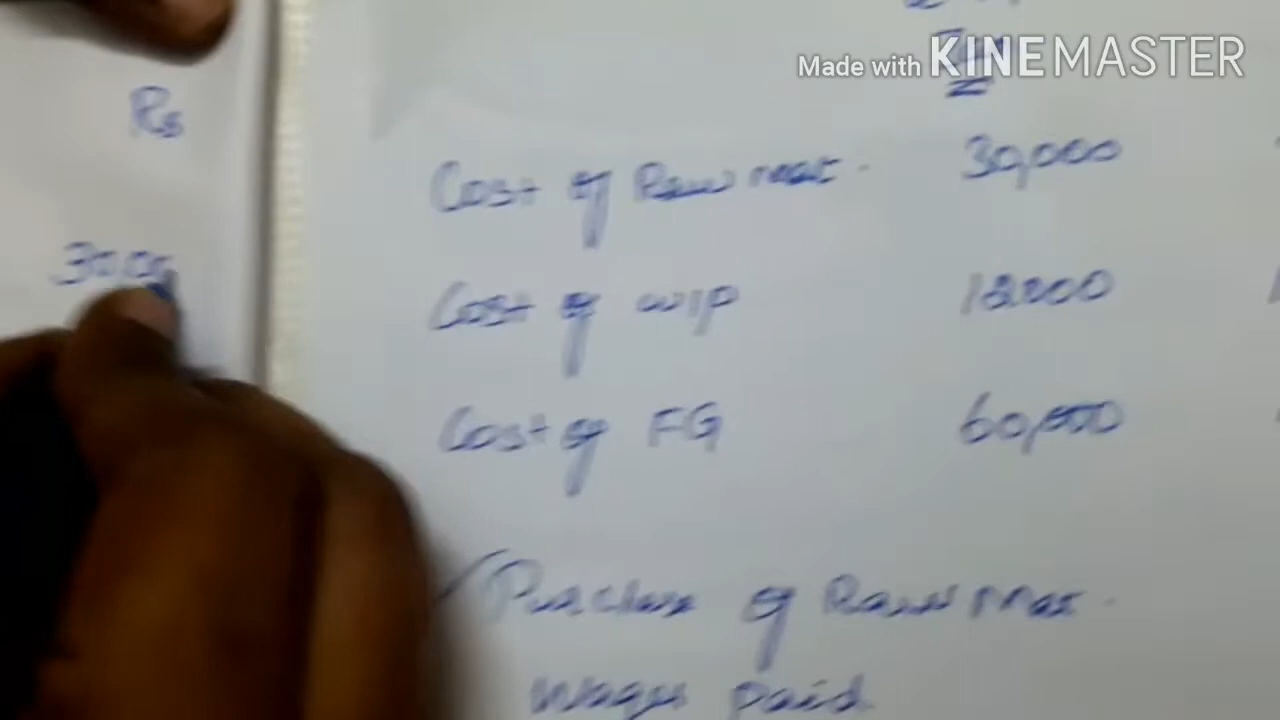 Made with KINEMASTER
Rs
Cost of Raw mat. 30,000
3000
Cost of WIP 12000
Cost of FG 60,000
Purchase of Raw Mat.
Wages paid